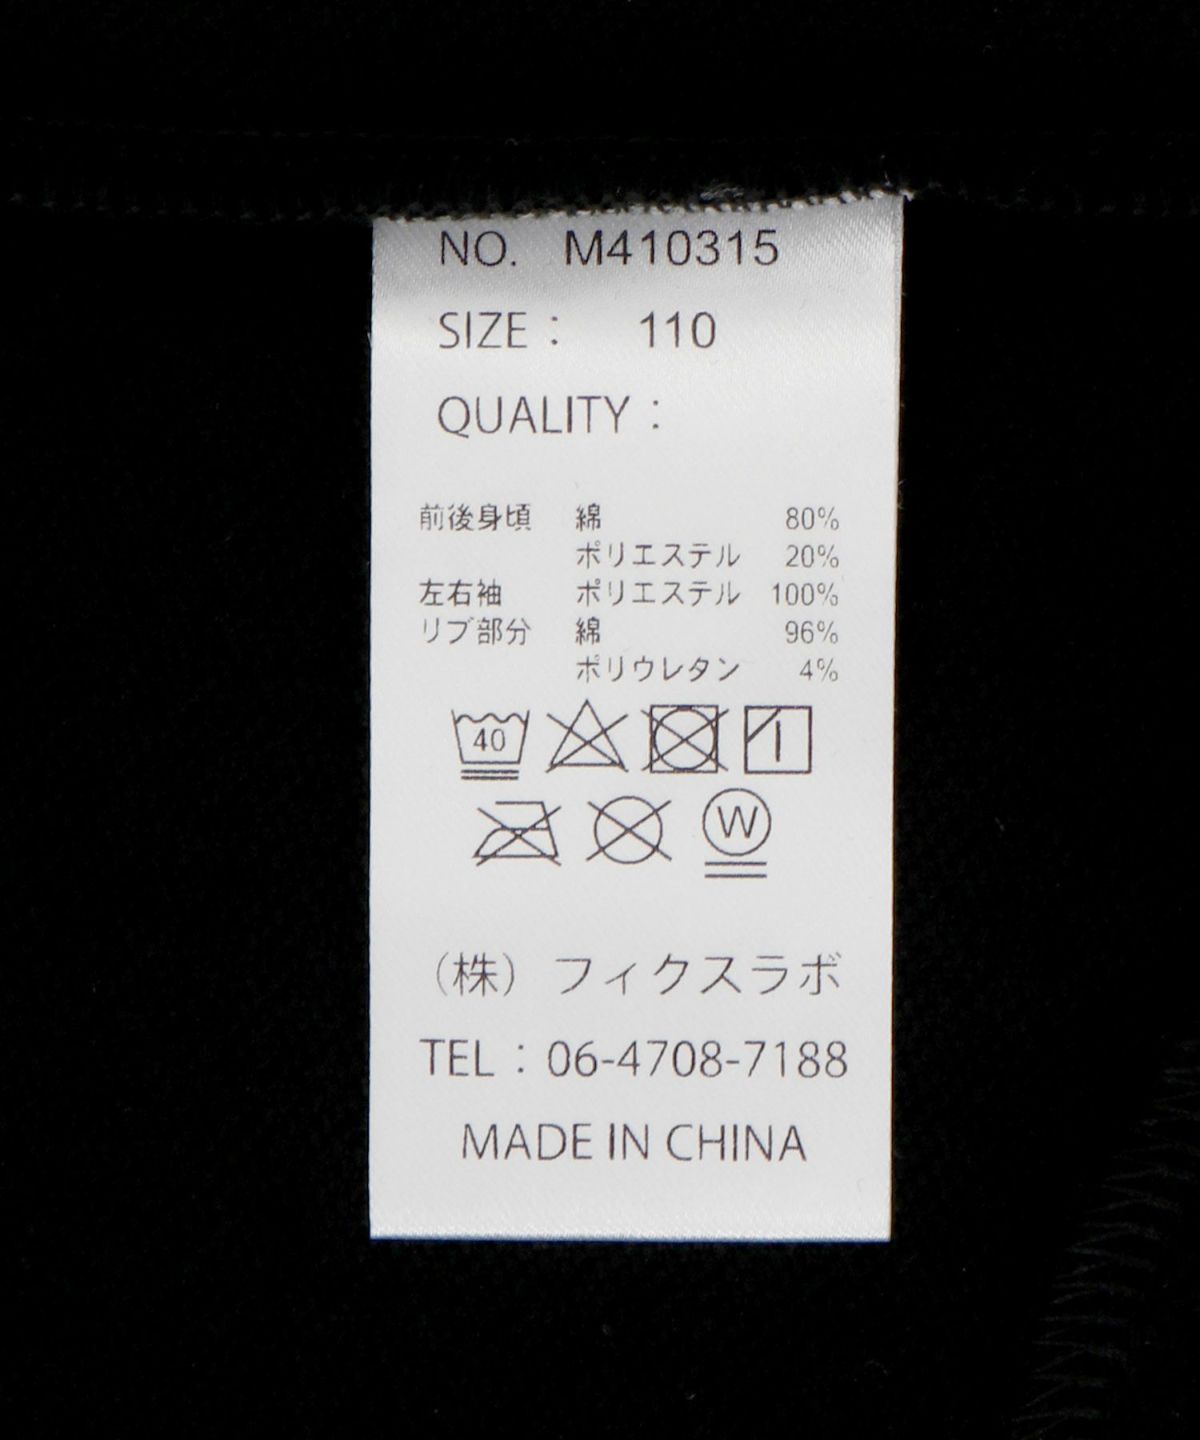 NO. M410315
SIZE： 110
QUALITY：
前後身頃 綿 80%
ポリエステル 20%
左右袖 ポリエステル 100%
リブ部分 綿 96%
ポリウレタン 4%
40
W
（株）フィクスラボ
TEL：06-4708-7188
MADE IN CHINA